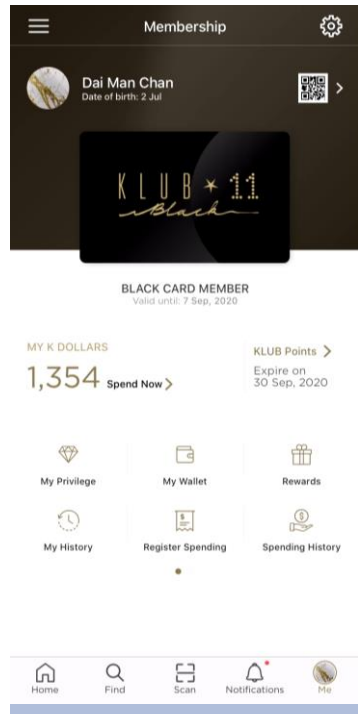 Membership
Dai Man Chan
Date of birth: 2 Jul
KLUB★11
Black
BLACK CARD MEMBER
Valid until: 7 Sep, 2020
MY K DOLLARS
KLUB Points >
1,354 Spend Now >
Expire on
30 Sep, 2020
My Privilege
My Wallet
Rewards
My History
Register Spending
Spending History
Home
Find
Scan
Notifications
Me